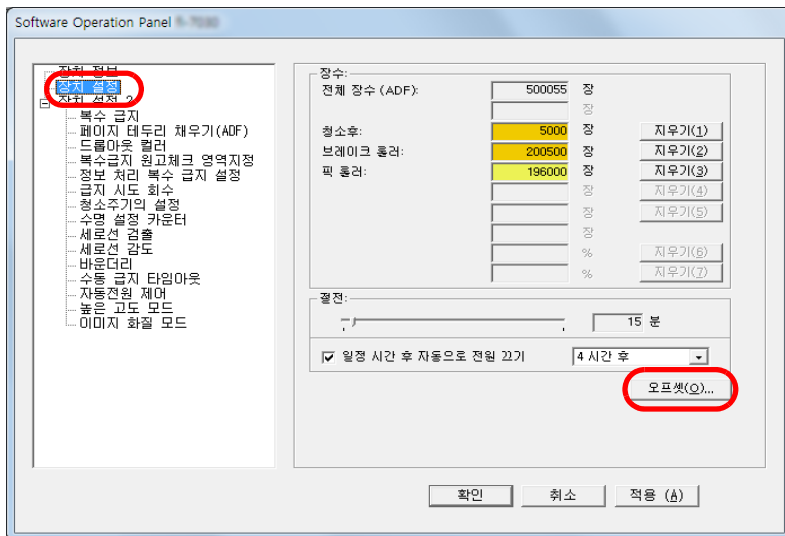 Software Operation Panel
장치 정보
장치 설정
장치 설정 2
복수 급지
페이지 테두리 채우기(ADF)
드롭아웃 컬러
복수급지 원고체크 영역지정
정보 처리 복수 급지 설정
급지 시도 회수
청소주기의 설정
수명 설정 카운터
세로선 검출
세로선 감도
바운더리
수동 급지 타임아웃
자동전원 제어
높은 고도 모드
이미지 화질 모드
장수:
전체 장수 (ADF): 500055 장
장
청소후: 5000 장 지우기(1)
브레이크 롤러: 200500 장 지우기(2)
픽 롤러: 196000 장 지우기(3)
장 지우기(4)
장 지우기(5)
장
% 지우기(6)
% 지우기(7)
절전:
15 분
일정 시간 후 자동으로 전원 끄기 4 시간 후
오프셋(O)...
확인 취소 적용 (A)